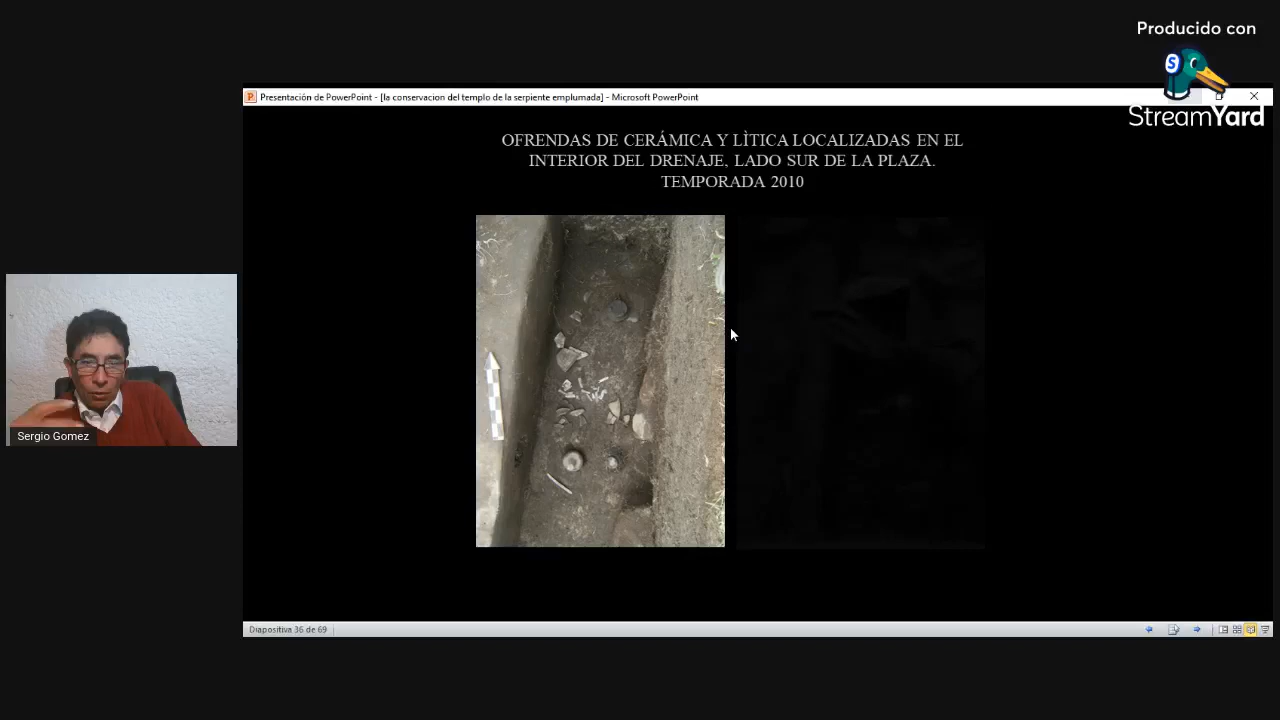 Producido con
StreamYard
Presentación de PowerPoint - [la conservacion del templo de la serpiente emplumada] - Microsoft PowerPoint
OFRENDAS DE CERÁMICA Y LÌTICA LOCALIZADAS EN EL
INTERIOR DEL DRENAJE, LADO SUR DE LA PLAZA.
TEMPORADA 2010
Sergio Gomez
Diapositiva 36 de 69